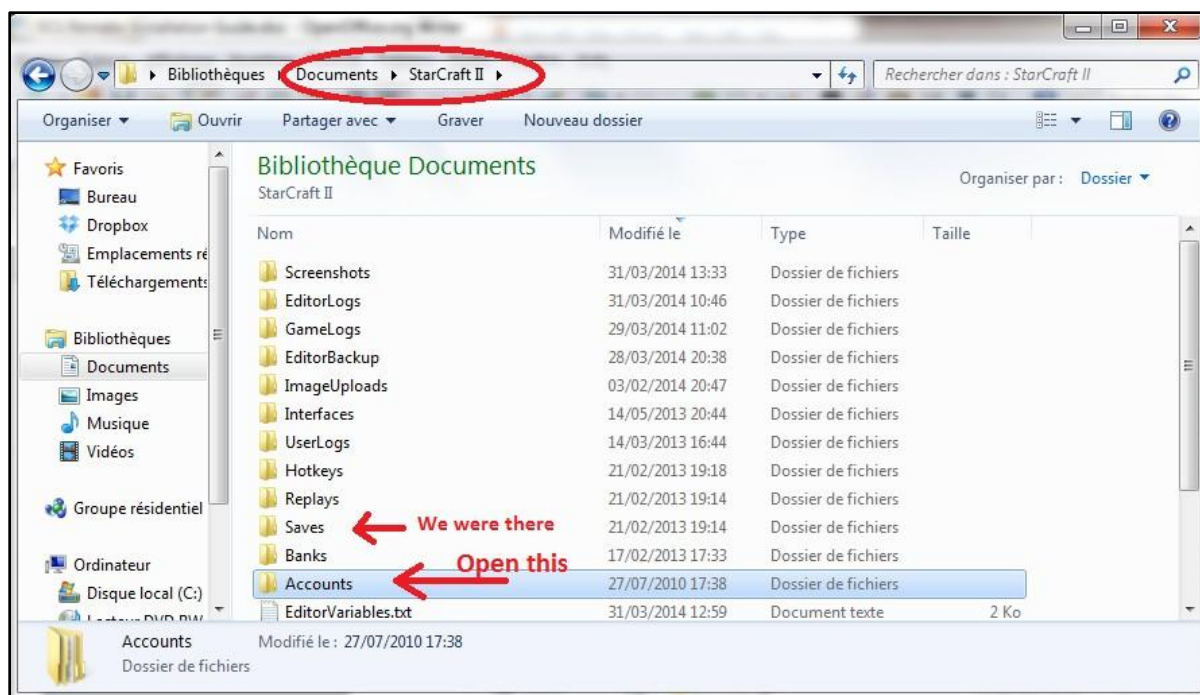 Bibliothèques ▸ Documents ▸ StarCraft II ▸
Rechercher dans : StarCraft II
Organiser Ouvrir Partager avec Graver Nouveau dossier
Favoris
Bureau
Dropbox
Emplacements ré
Téléchargements
Bibliothèques
Documents
Images
Musique
Vidéos
Groupe résidentiel
Ordinateur
Disque local (C:)
Bibliothèque Documents
StarCraft II
Organiser par : Dossier
Nom Modifié le Type Taille
Screenshots 31/03/2014 13:33 Dossier de fichiers
EditorLogs 31/03/2014 10:46 Dossier de fichiers
GameLogs 29/03/2014 11:02 Dossier de fichiers
EditorBackup 28/03/2014 20:38 Dossier de fichiers
ImageUploads 03/02/2014 20:47 Dossier de fichiers
Interfaces 14/05/2013 20:44 Dossier de fichiers
UserLogs 14/03/2013 16:44 Dossier de fichiers
Hotkeys 21/02/2013 19:18 Dossier de fichiers
Replays 21/02/2013 19:14 Dossier de fichiers
Saves We were there 21/02/2013 19:14 Dossier de fichiers
Banks 17/02/2013 17:33 Dossier de fichiers
Open this
Accounts 27/07/2010 17:38 Dossier de fichiers
EditorVariables.txt 31/03/2014 12:59 Document texte 2 Ko
Accounts Modifié le : 27/07/2010 17:38
Dossier de fichiers